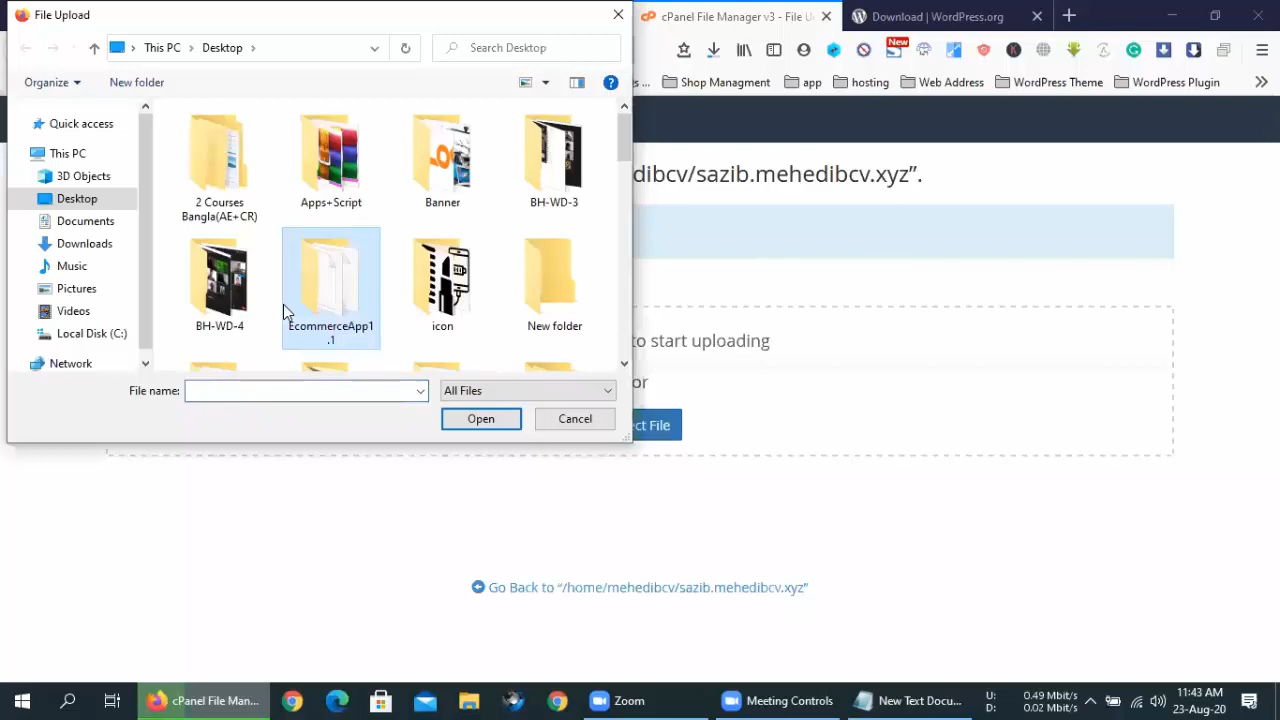 File Upload
cPanel File Manager v3 - File U
Download | WordPress.org
This PC
Desktop
Search Desktop
New
Organize
New folder
...
Shop Managment
app
hosting
Web Address
WordPress Theme
WordPress Plugin
Quick access
This PC
3D Objects
Desktop
Documents
Downloads
Music
Pictures
Videos
Local Disk (C:)
Network
2 Courses
Bangla(AE+CR)
Apps+Script
Banner
BH-WD-3
BH-WD-4
EcommerceApp1
.1
icon
New folder
dibcv/sazib.mehedibcv.xyz”.
to start uploading
or
ect File
File name:
All Files
Open
Cancel
Go Back to “/home/mehedibcv/sazib.mehedibcv.xyz”
cPanel File Man...
Zoom
Meeting Controls
New Text Docu...
U: 0.49 Mbit/s
D: 0.02 Mbit/s
11:43 AM
23-Aug-20